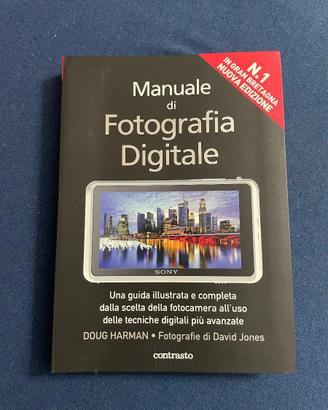 N.1
IN GRAN BRETAGNA
NUOVA EDIZIONE
Manuale
di
Fotografia
Digitale
SONY
Una guida illustrata e completa
dalla scelta della fotocamera all'uso
delle tecniche digitali più avanzate
DOUG HARMAN • Fotografie di David Jones
contrasto